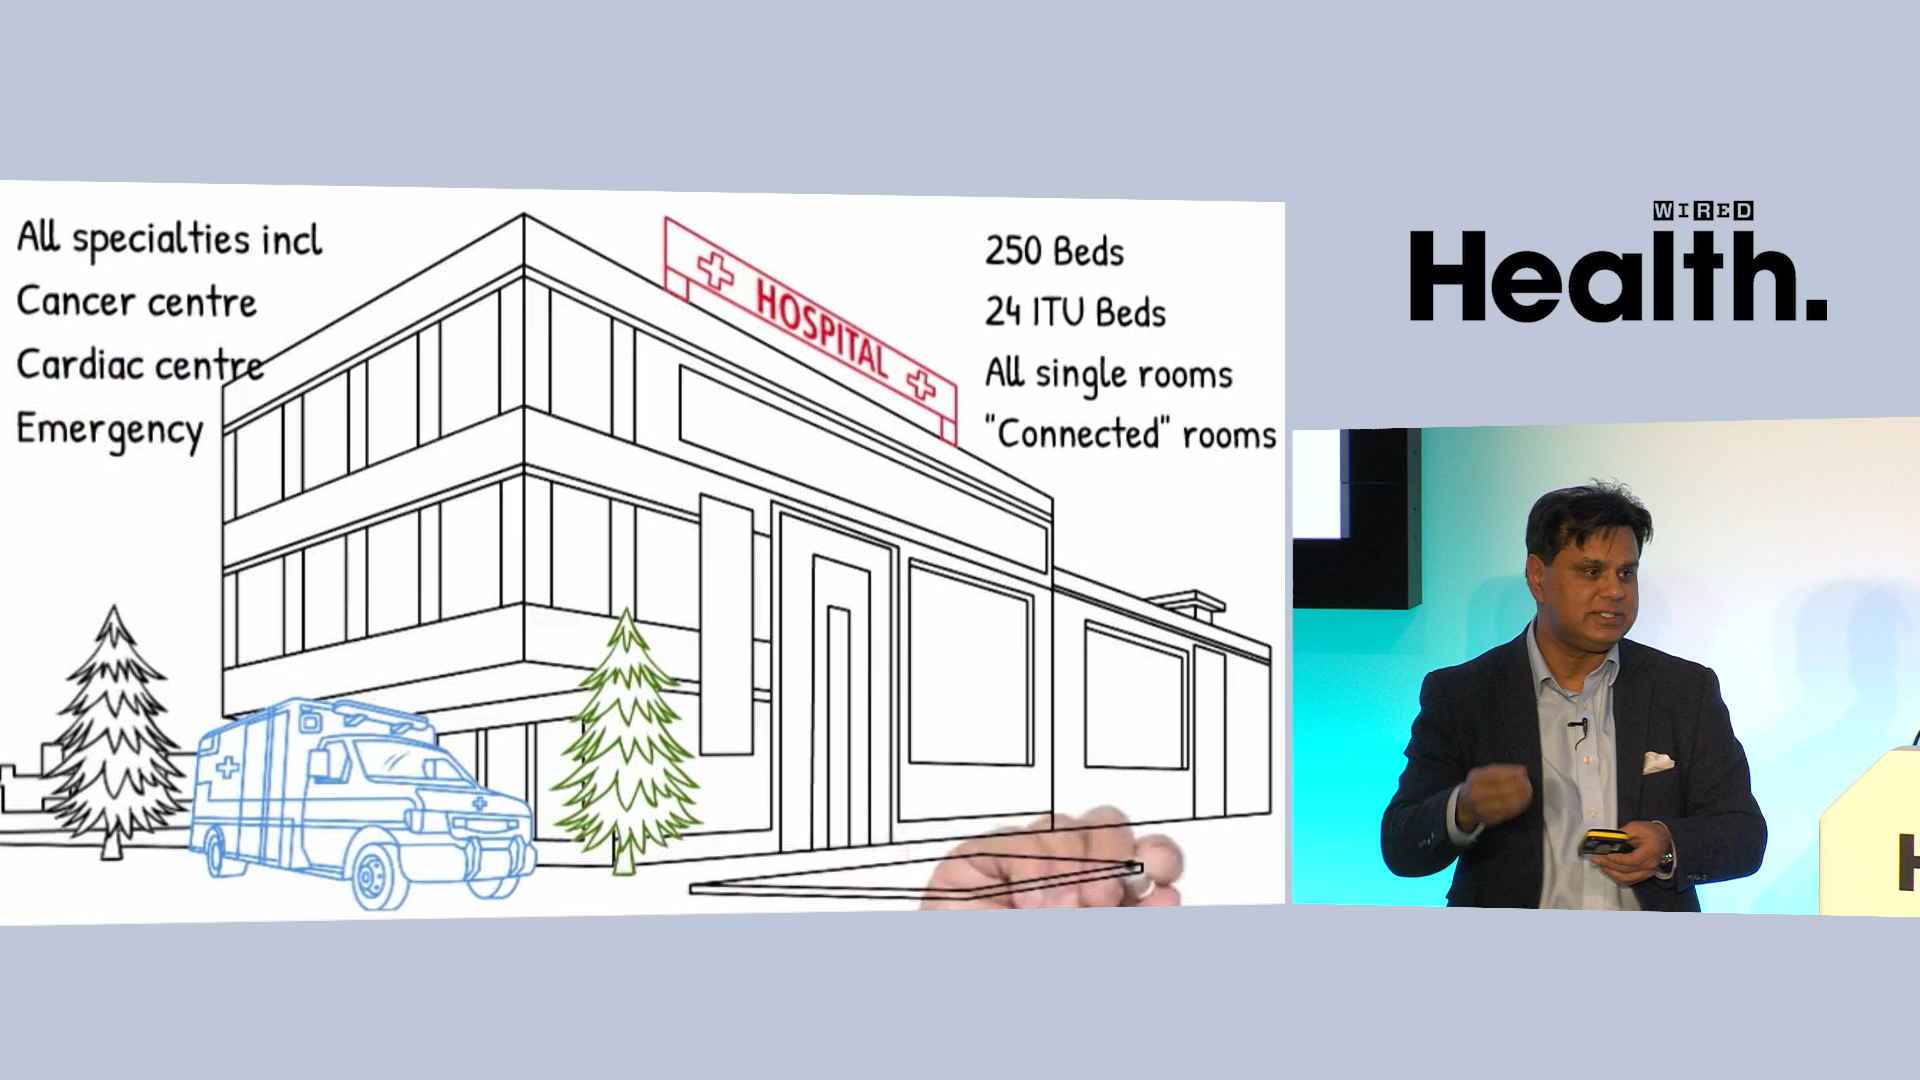 All specialties incl
Cancer centre
Cardiac centre
Emergency
HOSPITAL
250 Beds
24 ITU Beds
All single rooms
"Connected" rooms
WIRED
Health.
H